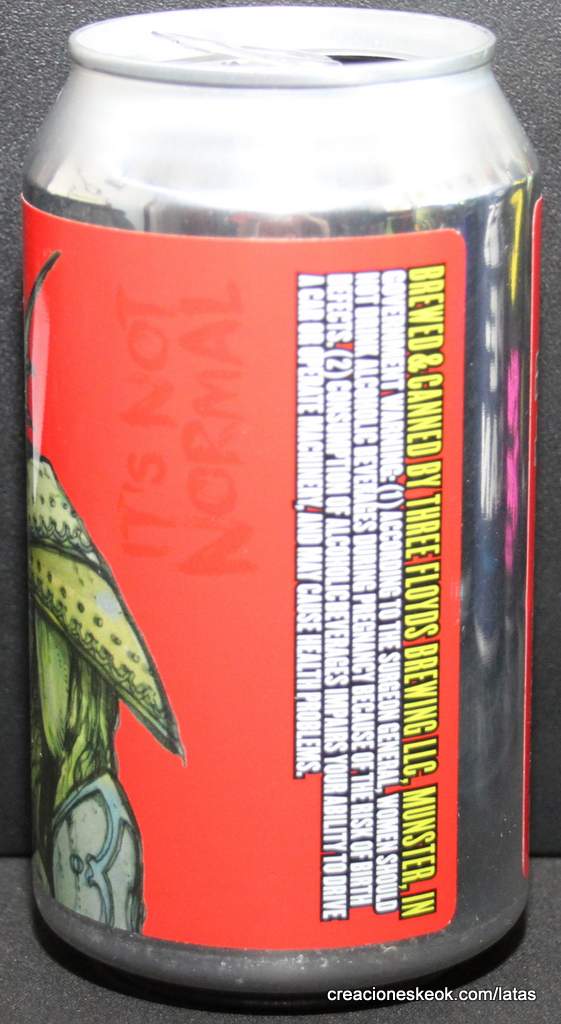 BREWED & CANNED BY THREE FLOYDS BREWING LLC, MUNSTER, IN
GOVERNMENT WARNING: (1) ACCORDING TO THE SURGEON GENERAL, WOMEN SHOULD
NOT DRINK ALCOHOLIC BEVERAGES DURING PREGNANCY BECAUSE OF THE RISK OF BIRTH
DEFECTS. (2) CONSUMPTION OF ALCOHOLIC BEVERAGES IMPAIRS YOUR ABILITY TO DRIVE
A CAR OR OPERATE MACHINERY, AND MAY CAUSE HEALTH PROBLEMS.
IT'S NOT
NORMAL
creacioneskeok.com/latas